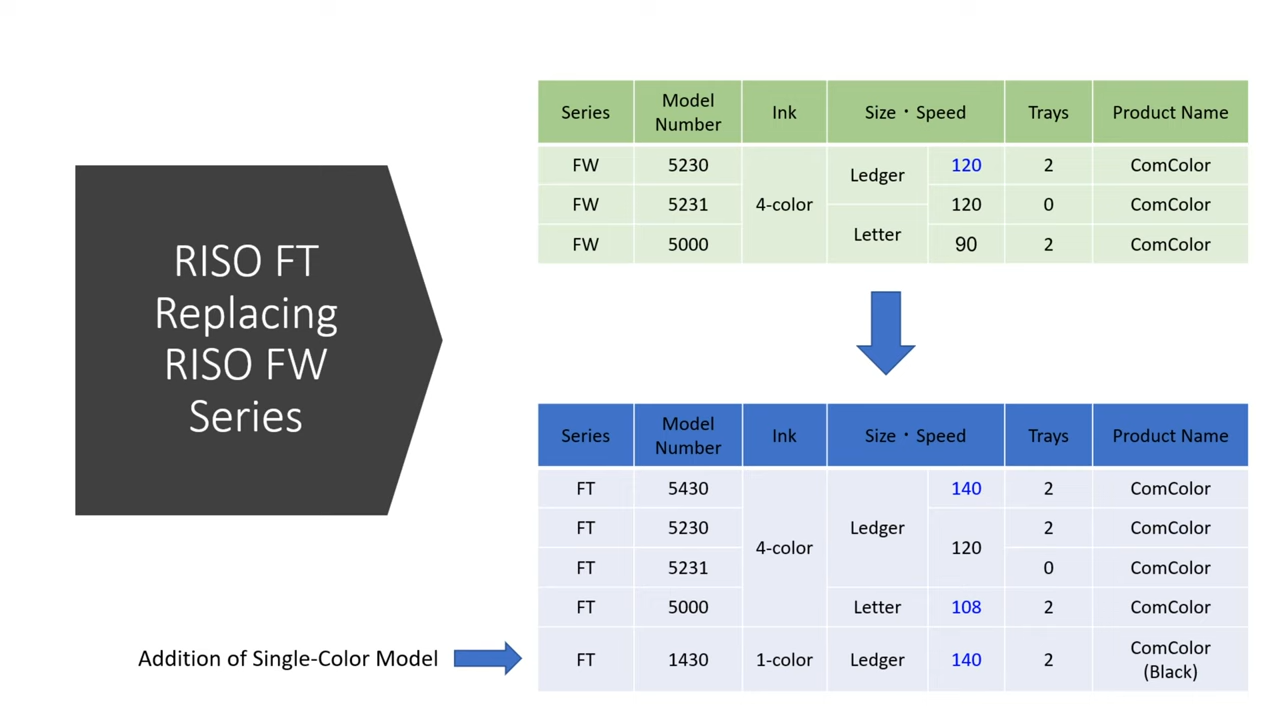 RISO FT
Replacing
RISO FW
Series
Series Model Number Ink Size・Speed Trays Product Name
FW 5230 4-color Ledger 120 2 ComColor
FW 5231 120 0 ComColor
FW 5000 Letter 90 2 ComColor
Series Model Number Ink Size・Speed Trays Product Name
FT 5430 4-color Ledger 140 2 ComColor
FT 5230 120 2 ComColor
FT 5231 0 ComColor
FT 5000 Letter 108 2 ComColor
Addition of Single-Color Model
FT 1430 1-color Ledger 140 2 ComColor (Black)